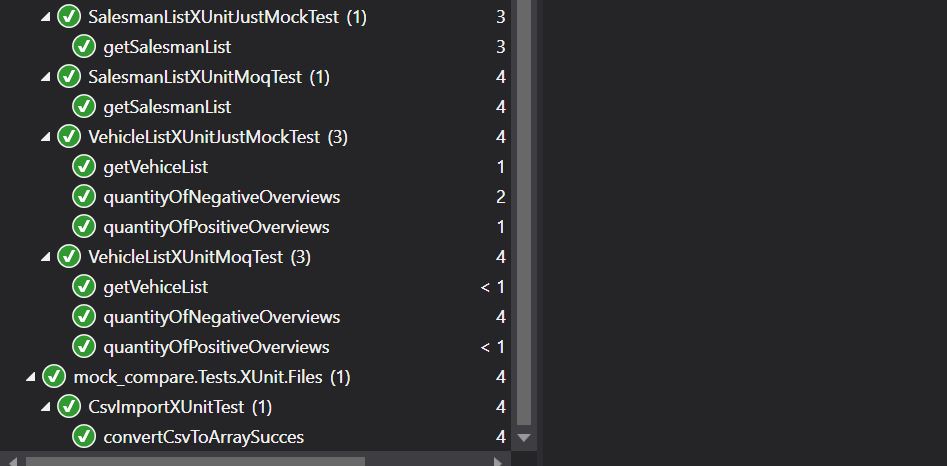 SalesmanListXUnitJustMockTest (1) 3
getSalesmanList 3
SalesmanListXUnitMoqTest (1) 4
getSalesmanList 4
VehicleListXUnitJustMockTest (3) 4
getVehiceList 1
quantityOfNegativeOverviews 2
quantityOfPositiveOverviews 1
VehicleListXUnitMoqTest (3) 4
getVehiceList < 1
quantityOfNegativeOverviews 4
quantityOfPositiveOverviews < 1
mock_compare.Tests.XUnit.Files (1) 4
CsvImportXUnitTest (1) 4
convertCsvToArraySucces 4